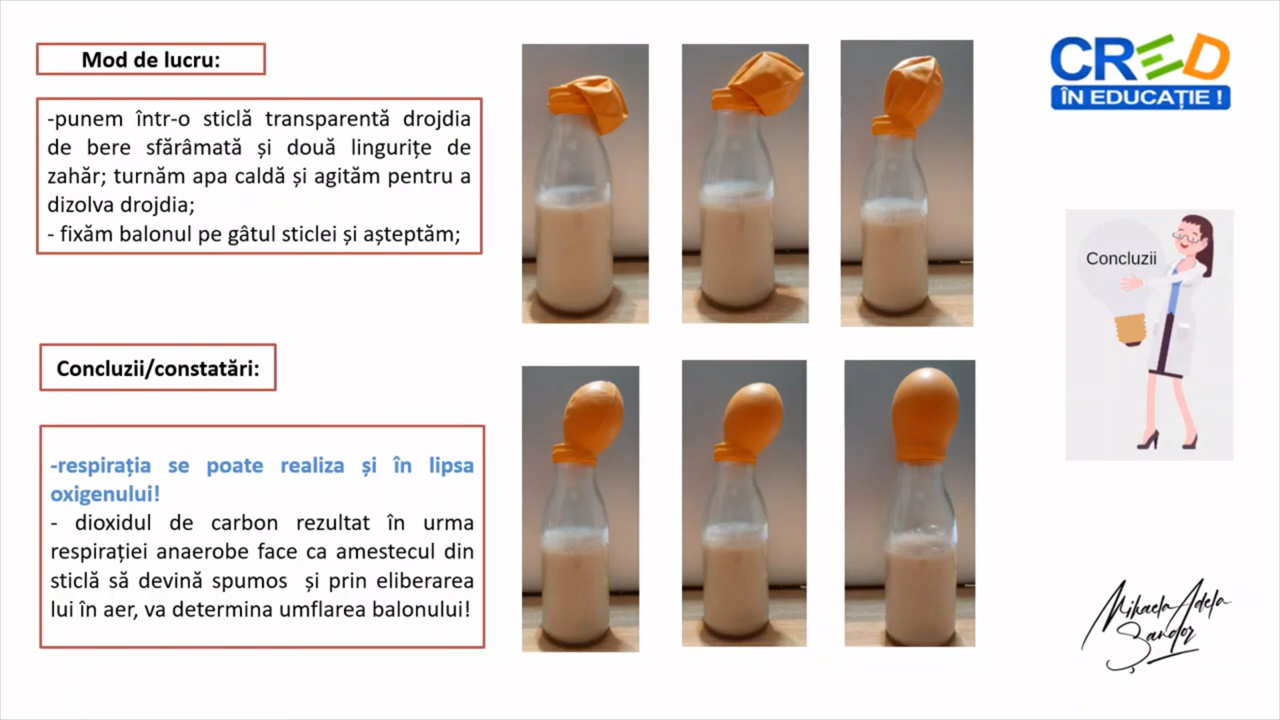 Mod de lucru:
-punem într-o sticlă transparentă drojdia
de bere sfărâmată și două lingurițe de
zahăr; turnăm apa caldă și agităm pentru a
dizolva drojdia;
- fixăm balonul pe gâtul sticlei și așteptăm;
Concluzii/constatări:
-respirația se poate realiza și în lipsa
oxigenului!
- dioxidul de carbon rezultat în urma
respirației anaerobe face ca amestecul din
sticlă să devină spumos și prin eliberarea
lui în aer, va determina umflarea balonului!
CRED
ÎN EDUCAȚIE !
Concluzii
Mihaela Adela
Șandor